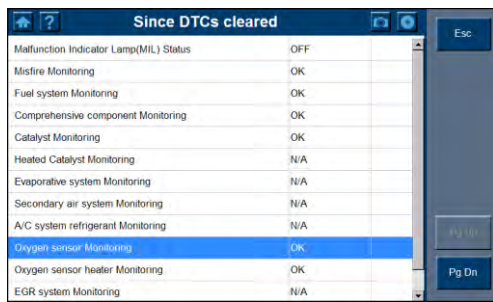 ? Since DTCs cleared
Esc
Malfunction Indicator Lamp(MIL) Status OFF
Misfire Monitoring OK
Fuel system Monitoring OK
Comprehensive component Monitoring OK
Catalyst Monitoring OK
Heated Catalyst Monitoring N/A
Evaporative system Monitoring N/A
Secondary air system Monitoring N/A
A/C system refrigerant Monitoring N/A
Pg Up
Oxygen sensor Monitoring OK
Oxygen sensor heater Monitoring OK
Pg Dn
EGR system Monitoring N/A